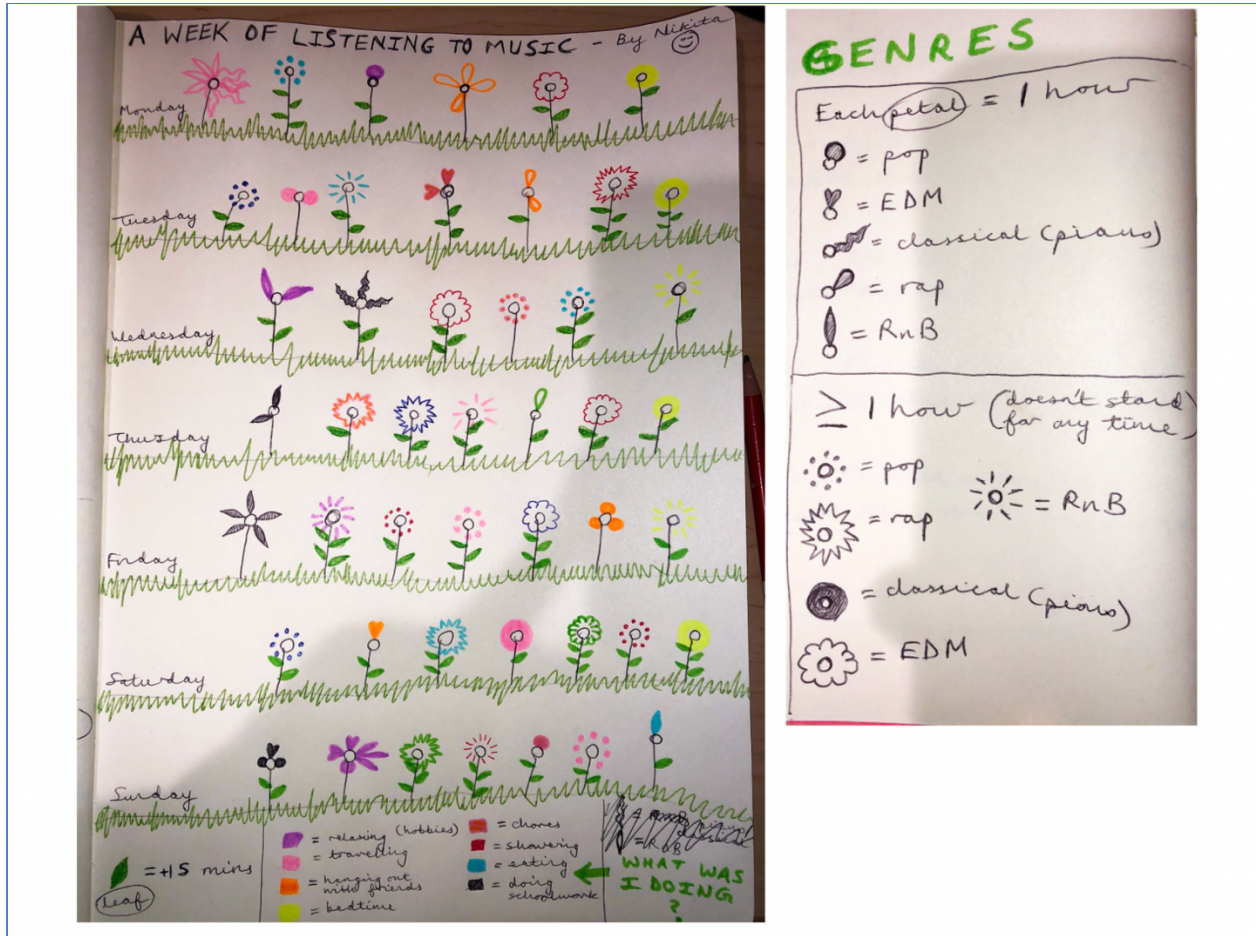 A WEEK OF LISTENING TO MUSIC - By Nikita
Monday
Tuesday
Wednesday
Thursday
Friday
Saturday
Sunday
= +15 mins
leaf
= relaxing (hobbies)
= travelling
= hanging out
with friends
= bedtime
= chores
= showering
= eating
= doing
schoolwork
= RnB
WHAT WAS
I DOING
?
GENRES
Each petal = 1 hour
= pop
= EDM
= classical (piano)
= rap
= RnB
≥ 1 hour (doesn't stand
for any time)
= pop
= RnB
= rap
= classical (piano)
= EDM